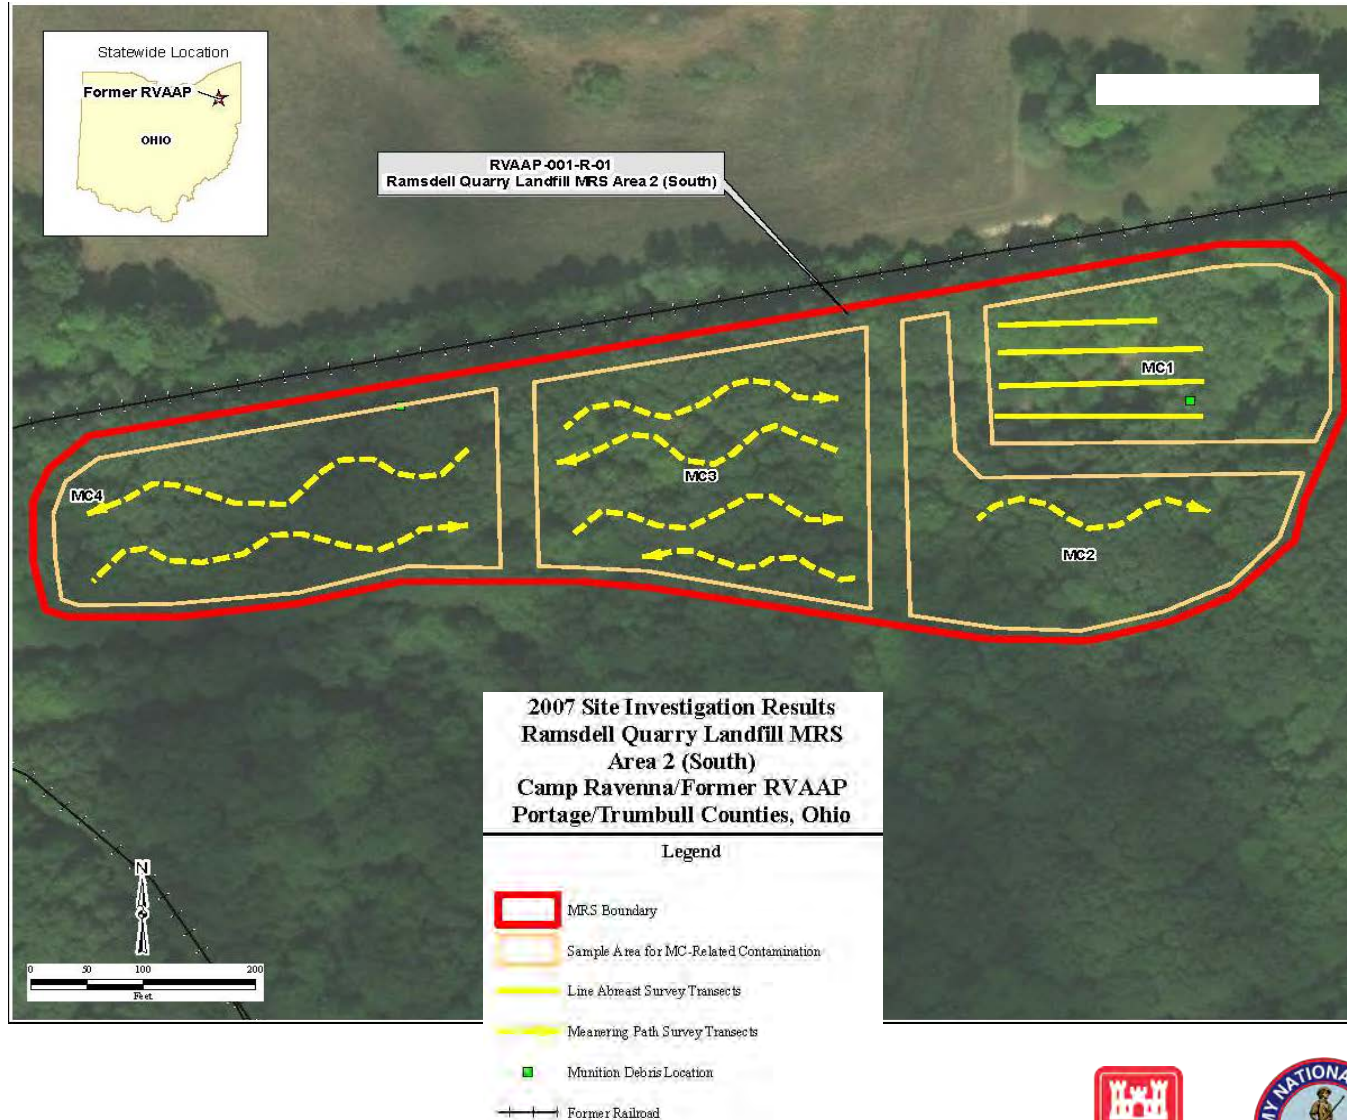 Statewide Location
Former RVAAP
OHIO
RVAAP-001-R-01
Ramsdell Quarry Landfill MRS Area 2 (South)
MC1
MC3
MC4
MC2
2007 Site Investigation Results
Ramsdell Quarry Landfill MRS
Area 2 (South)
Camp Ravenna/Former RVAAP
Portage/Trumbull Counties, Ohio
Legend
MRS Boundary
Sample Area for MC-Related Contamination
Line Abreast Survey Transects
Meanering Path Survey Transects
Munition Debris Location
Former Railroad
N
0 50 100 200
Feet